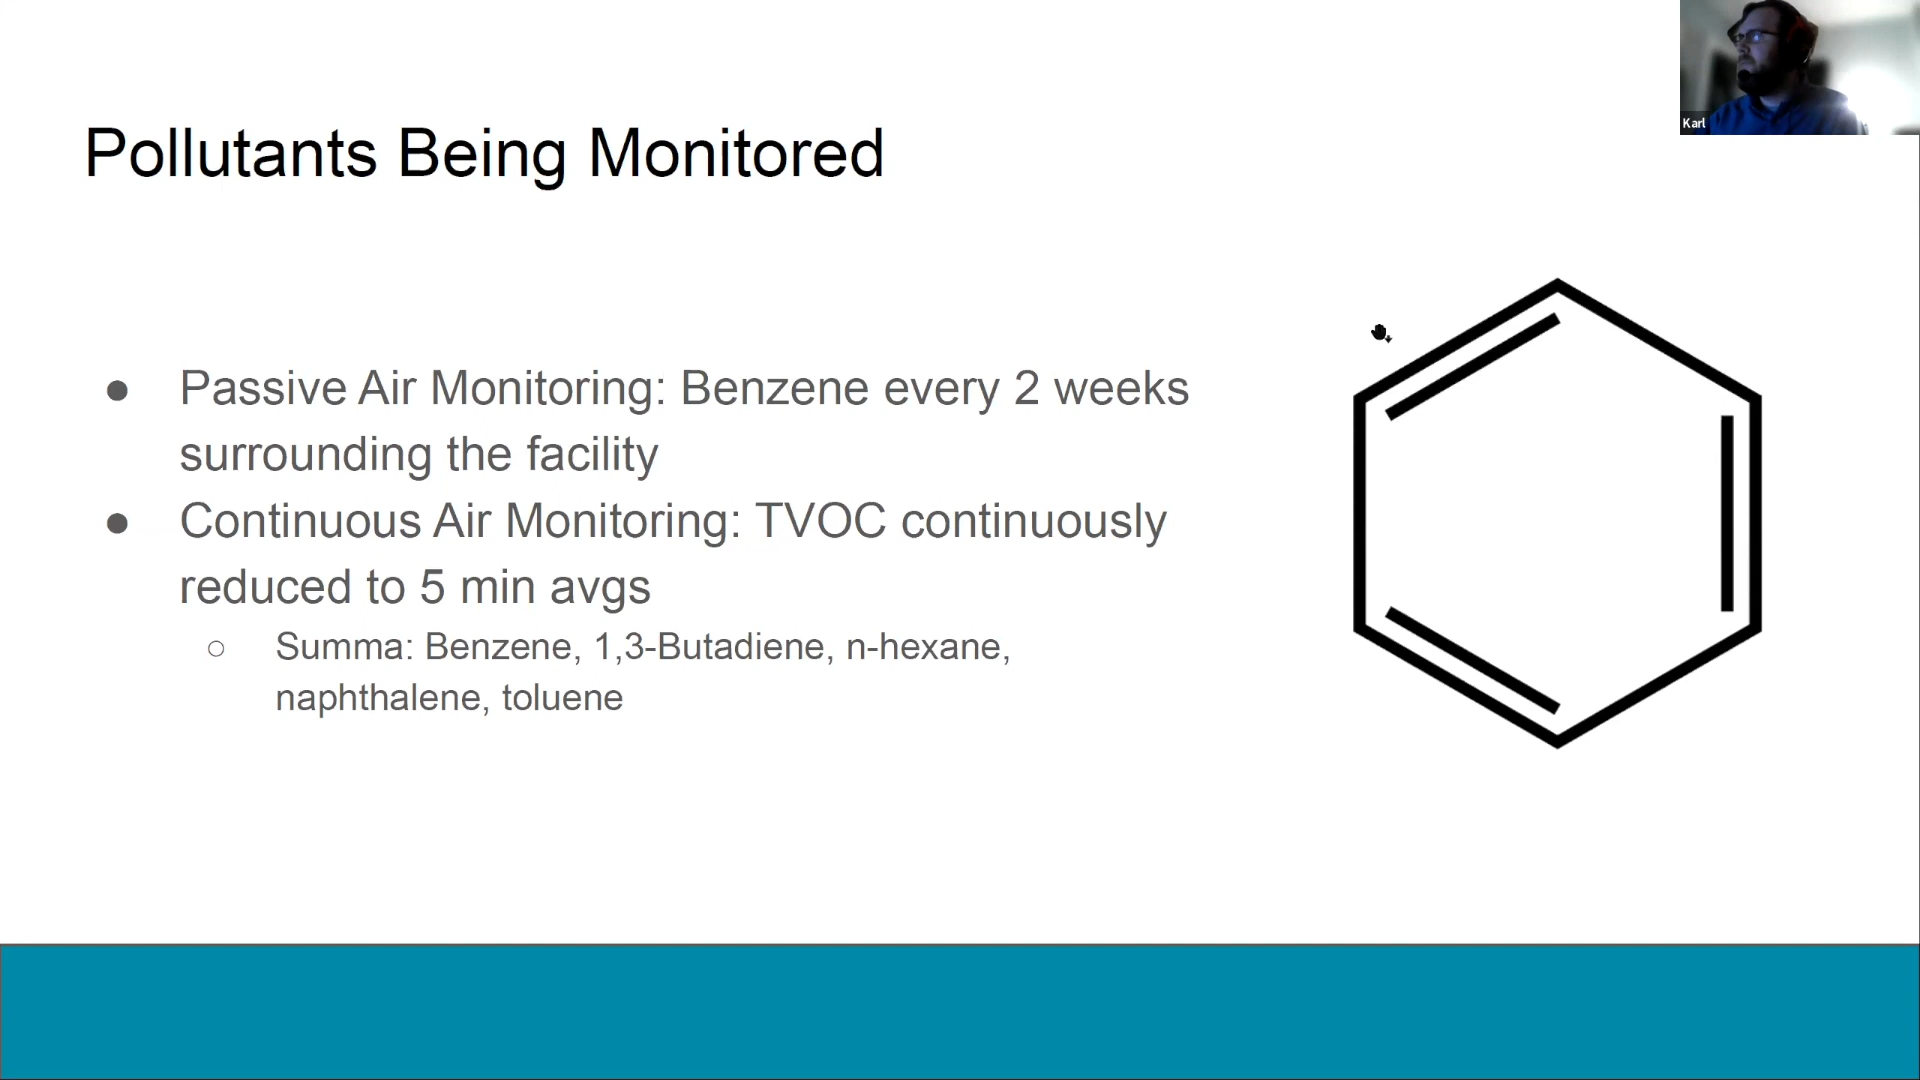 Karl
Pollutants Being Monitored
● Passive Air Monitoring: Benzene every 2 weeks
surrounding the facility
● Continuous Air Monitoring: TVOC continuously
reduced to 5 min avgs
○ Summa: Benzene, 1,3-Butadiene, n-hexane,
naphthalene, toluene